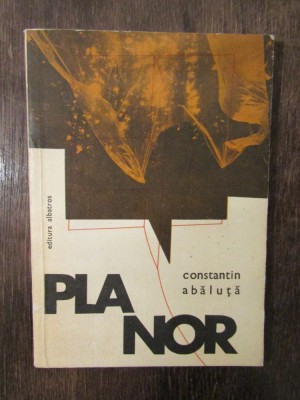 editura albatros
constantin
abăluță
PLA
NOR